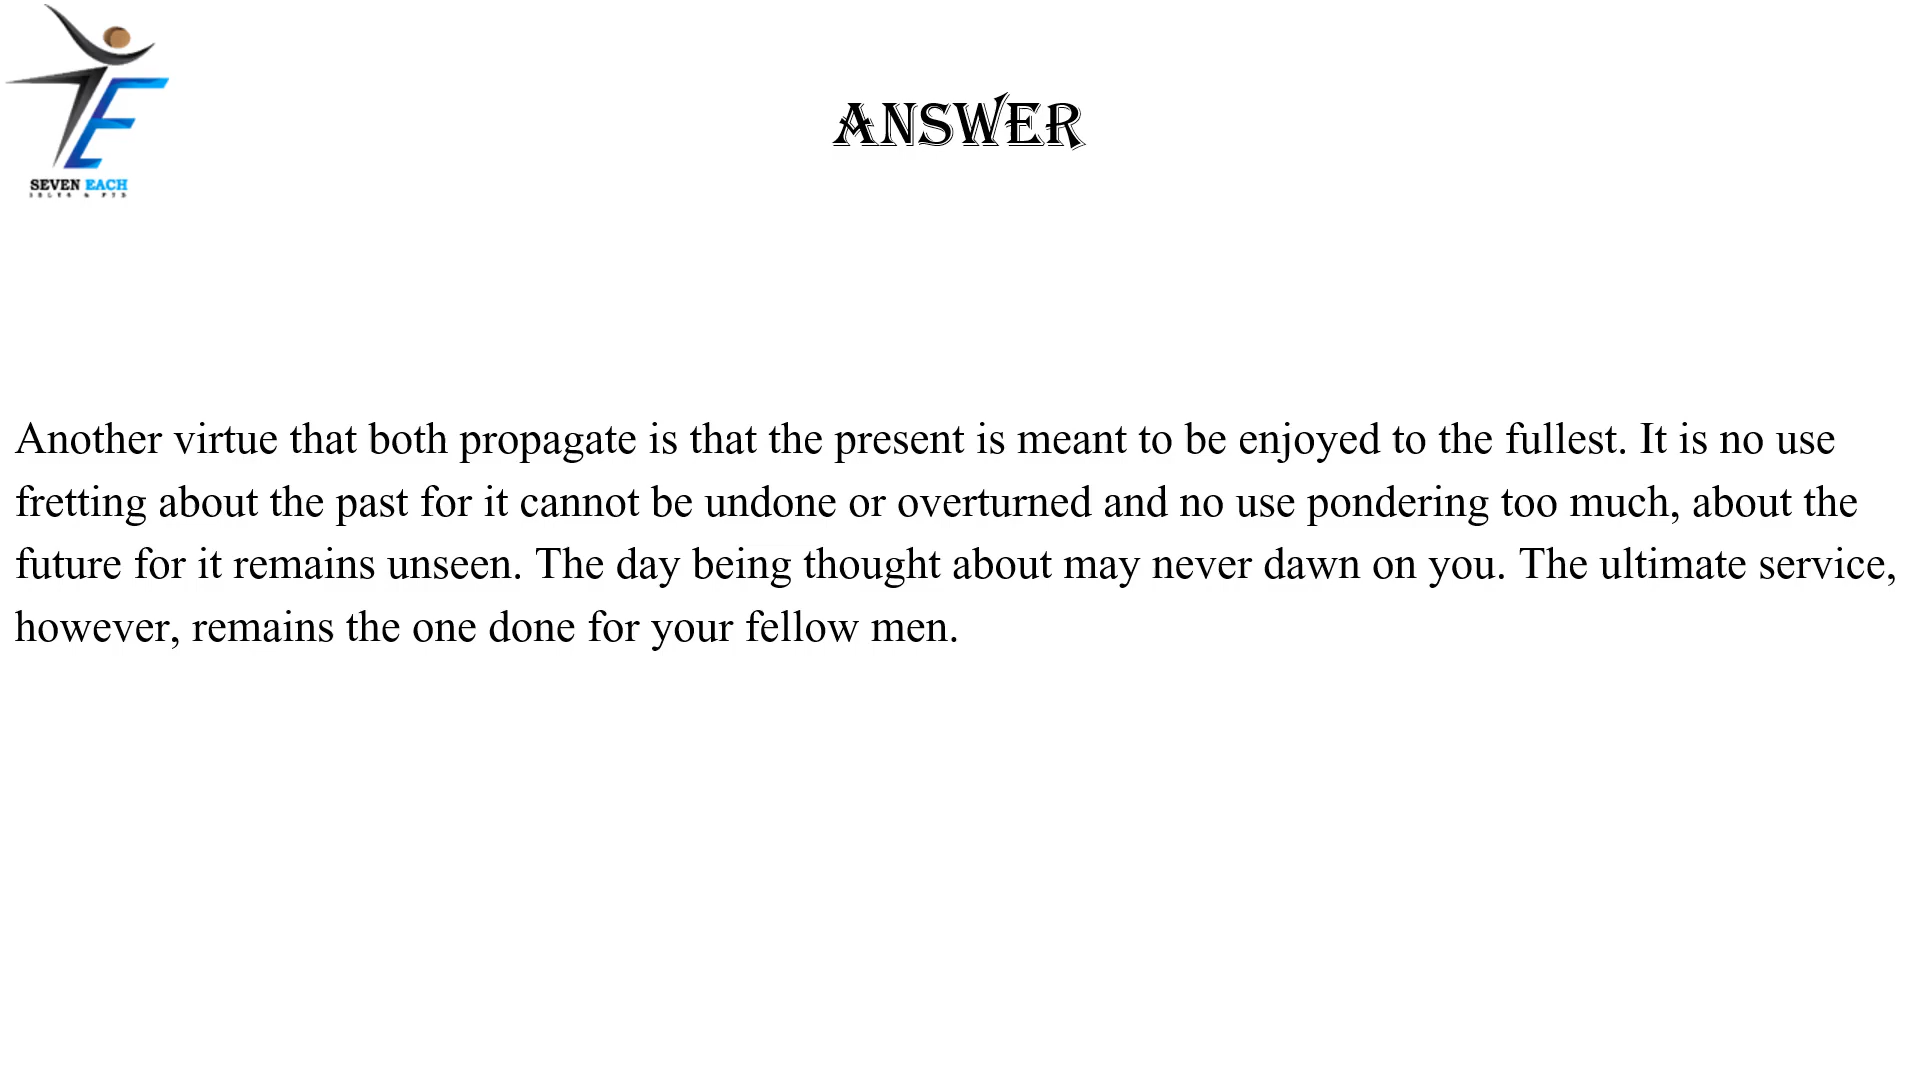 SEVEN EACH
ANSWER
Another virtue that both propagate is that the present is meant to be enjoyed to the fullest. It is no use
fretting about the past for it cannot be undone or overturned and no use pondering too much, about the
future for it remains unseen. The day being thought about may never dawn on you. The ultimate service,
however, remains the one done for your fellow men.